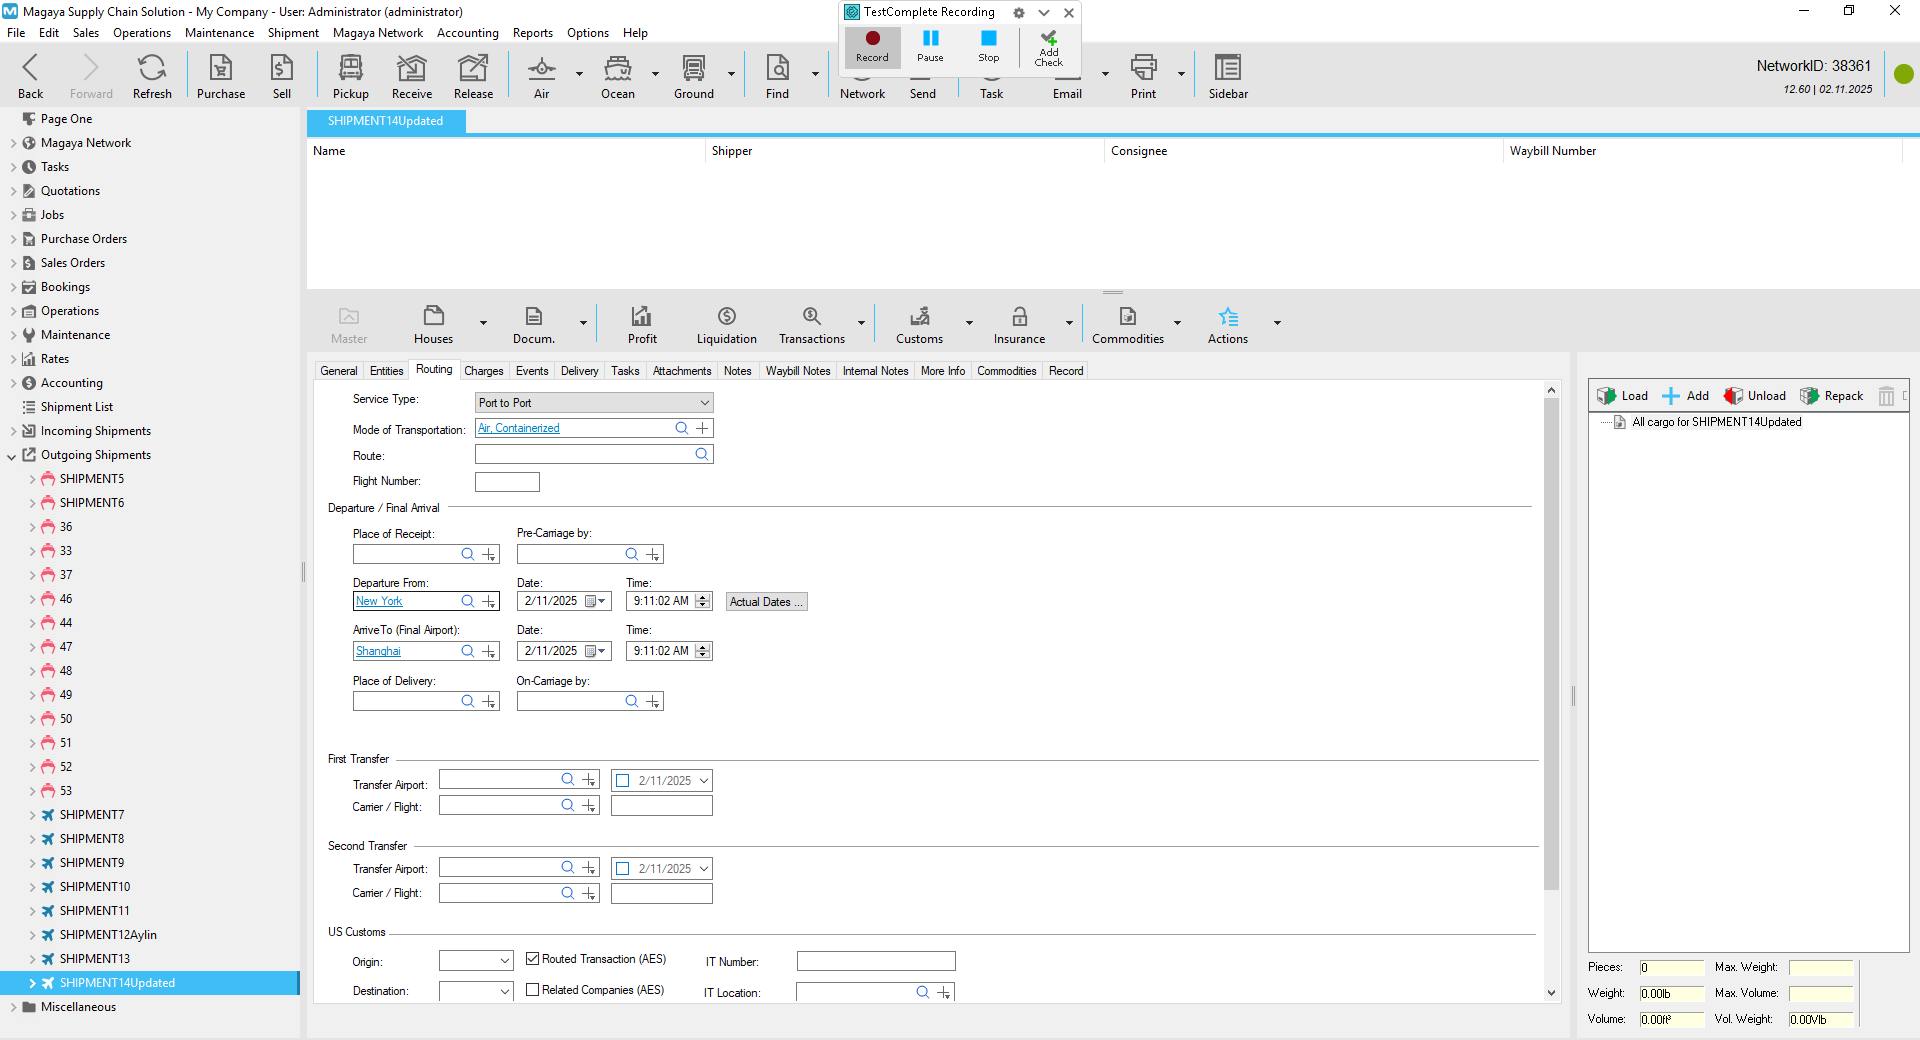 Magaya Supply Chain Solution - My Company - User: Administrator (administrator)
TestComplete Recording
File Edit Sales Operations Maintenance Shipment Magaya Network Accounting Reports Options Help
Record Pause Stop Add Check
Back Forward Refresh Purchase Sell Pickup Receive Release Air Ocean Ground Find Network Send Task Email Print Sidebar
NetworkID: 38361
12.60 | 02.11.2025
Page One
Magaya Network
Tasks
Quotations
Jobs
Purchase Orders
Sales Orders
Bookings
Operations
Maintenance
Rates
Accounting
Shipment List
Incoming Shipments
Outgoing Shipments
SHIPMENT5
SHIPMENT6
36
33
37
46
44
47
48
49
50
51
52
53
SHIPMENT7
SHIPMENT8
SHIPMENT9
SHIPMENT10
SHIPMENT11
SHIPMENT12Aylin
SHIPMENT13
SHIPMENT14Updated
Miscellaneous
SHIPMENT14Updated
Name Shipper Consignee Waybill Number
Master Houses Docum. Profit Liquidation Transactions Customs Insurance Commodities Actions
General Entities Routing Charges Events Delivery Tasks Attachments Notes Waybill Notes Internal Notes More Info Commodities Record
Service Type: Port to Port
Mode of Transportation: Air, Containerized
Route:
Flight Number:
Departure / Final Arrival
Place of Receipt: Pre-Carriage by:
Departure From: Date: Time:
New York 2/11/2025 9:11:02 AM Actual Dates ...
Arrive To (Final Airport): Date: Time:
Shanghai 2/11/2025 9:11:02 AM
Place of Delivery: On-Carriage by:
First Transfer
Transfer Airport: 2/11/2025
Carrier / Flight:
Second Transfer
Transfer Airport: 2/11/2025
Carrier / Flight:
US Customs
Origin: Routed Transaction (AES) IT Number:
Destination: Related Companies (AES) IT Location:
Load Add Unload Repack
All cargo for SHIPMENT14Updated
Pieces: 0 Max. Weight:
Weight: 0.00lb Max. Volume:
Volume: 0.00ft³ Vol. Weight: 0.00Vlb